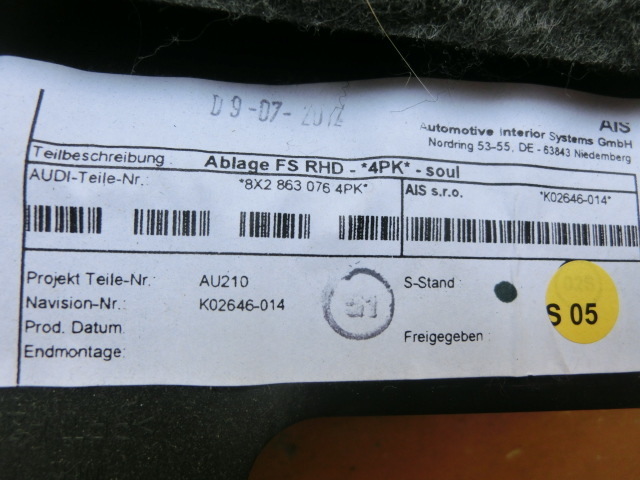 D 9-07-2012
AIS
Automotive Interior Systems GmbH
Nordring 53-55, DE - 63843 Niedernberg
Teilbeschreibung : Ablage FS RHD - *4PK* - soul
AUDI-Teile-Nr.: *8X2 863 076 4PK*
AIS s.r.o. *K02646-014*
Projekt Teile-Nr.: AU210
Navision-Nr.: K02646-014
Prod. Datum
Endmontage:
S-Stand :
S 05
Freigegeben :